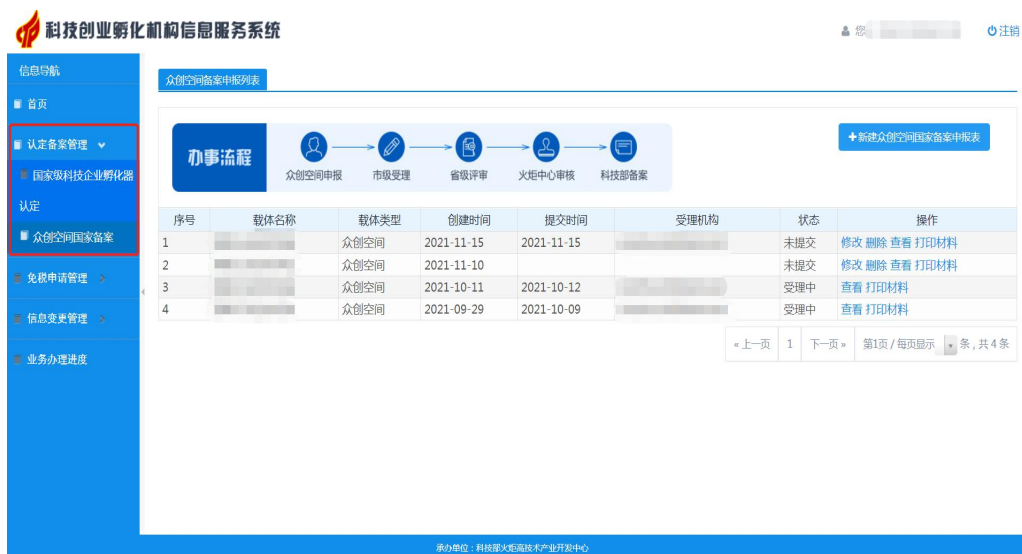 科技创业孵化机构信息服务系统
您
注销
信息导航
首页
认定备案管理
国家级科技企业孵化器
认定
众创空间国家备案
免税申请管理
信息变更管理
业务办理进度
众创空间备案申报列表
办事流程
众创空间申报 市级受理 省级评审 火炬中心审核 科技部备案
+新建众创空间国家备案申报表
序号 载体名称 载体类型 创建时间 提交时间 受理机构 状态 操作
1 众创空间 2021-11-15 2021-11-15 未提交 修改 删除 查看 打印材料
2 众创空间 2021-11-10 未提交 修改 删除 查看 打印材料
3 众创空间 2021-10-11 2021-10-12 受理中 查看 打印材料
4 众创空间 2021-09-29 2021-10-09 受理中 查看 打印材料
« 上一页 1 下一页 » 第1页 / 每页显示 条 , 共 4 条
承办单位：科技部火炬高技术产业开发中心